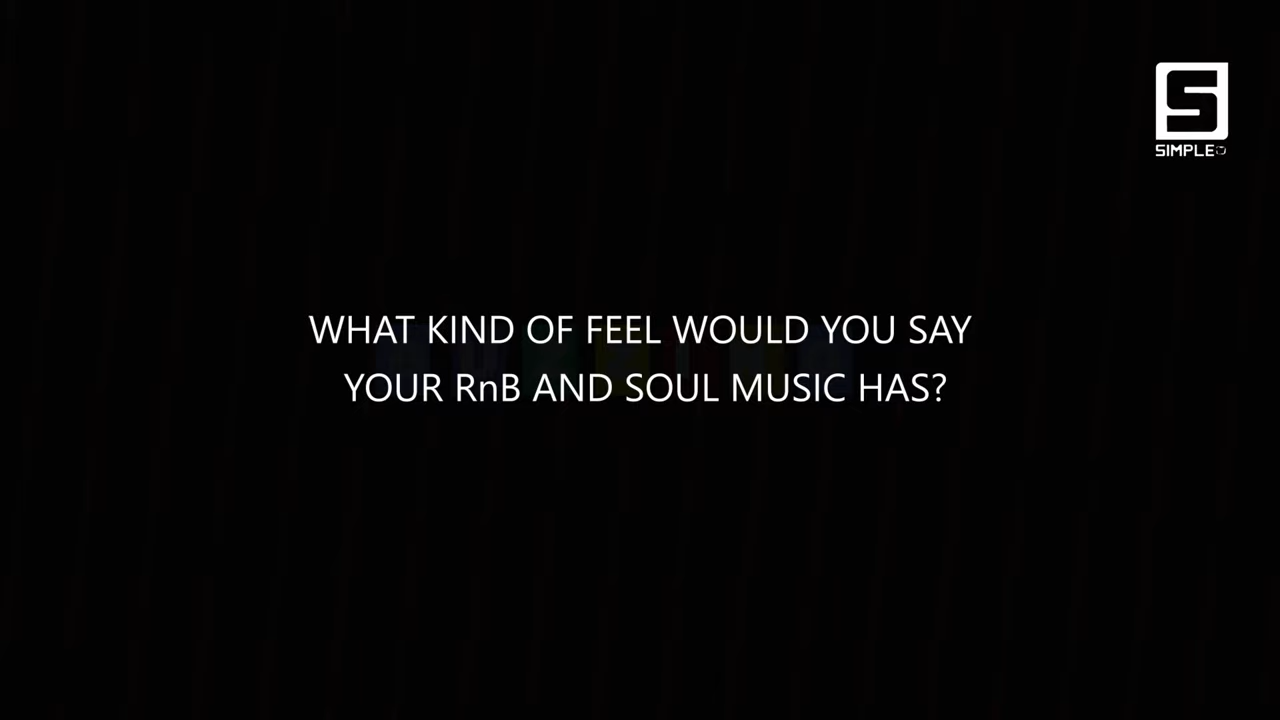 SIMPLE
WHAT KIND OF FEEL WOULD YOU SAY
YOUR RnB AND SOUL MUSIC HAS?